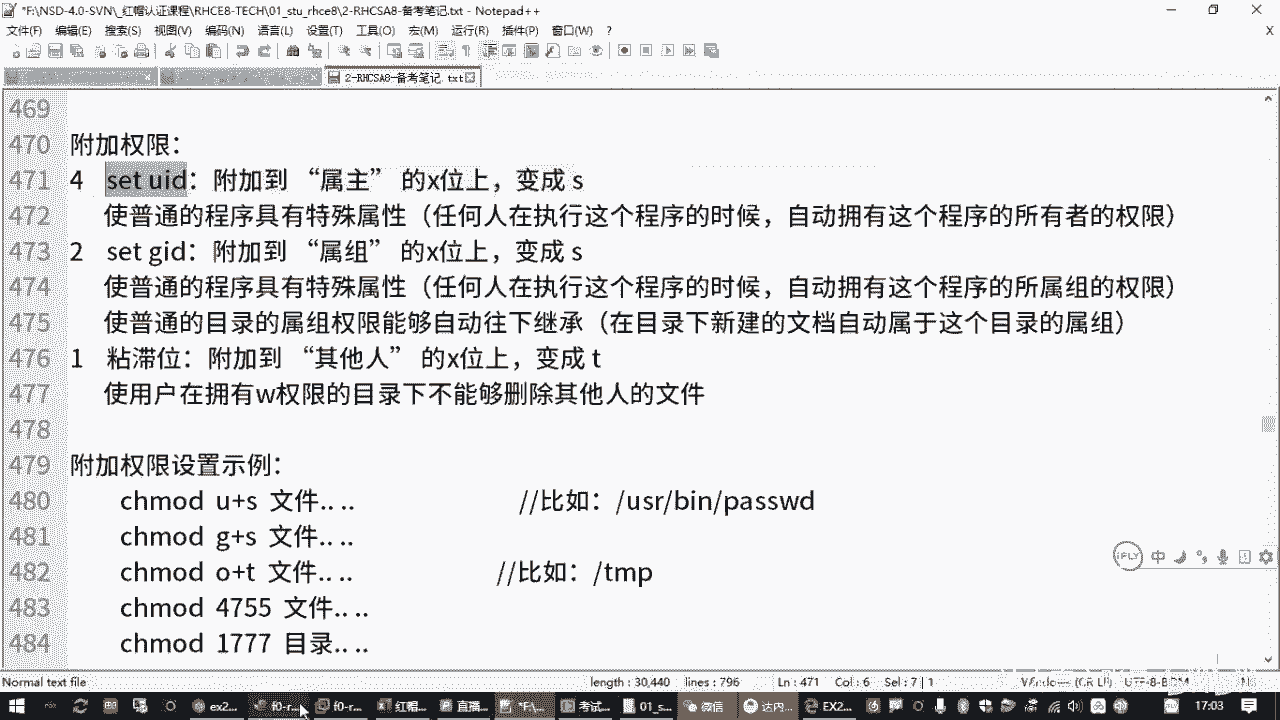 *F:\NSD-4.0-SVN\_红帽认证课程\RHCE8-TECH\01_stu_rhce8\2-RHCSA8-备考笔记.txt - Notepad++
文件(F) 编辑(E) 搜索(S) 视图(V) 编码(N) 语言(L) 设置(T) 工具(O) 宏(M) 运行(R) 插件(P) 窗口(W) ? X
2-RHCSA8-备考笔记.txt
469
470 附加权限：
471 4 set uid：附加到 “属主” 的x位上，变成 s
472 使普通的程序具有特殊属性（任何人在执行这个程序的时候，自动拥有这个程序的所有者的权限）
473 2 set gid：附加到 “属组” 的x位上，变成 s
474 使普通的程序具有特殊属性（任何人在执行这个程序的时候，自动拥有这个程序的所属组的权限）
475 使普通的目录的属组权限能够自动往下继承（在目录下新建的文档自动属于这个目录的属组）
476 1 粘滞位：附加到 “其他人” 的x位上，变成 t
477 使用户在拥有w权限的目录下不能够删除其他人的文件
478
479 附加权限设置示例：
480 chmod u+s 文件.. .. //比如：/usr/bin/passwd
481 chmod g+s 文件.. ..
482 chmod o+t 文件.. .. //比如：/tmp
483 chmod 4755 文件.. ..
484 chmod 1777 目录.. ..
iFLY 中
Normal text file length : 30,440 lines : 796 Ln : 471 Col : 6 Sel : 7 | 1
ex2... f0-r... f0-r... 红帽... 直播... *F:\... 考试... 01_s... 微信 达内... EX2... 17:03